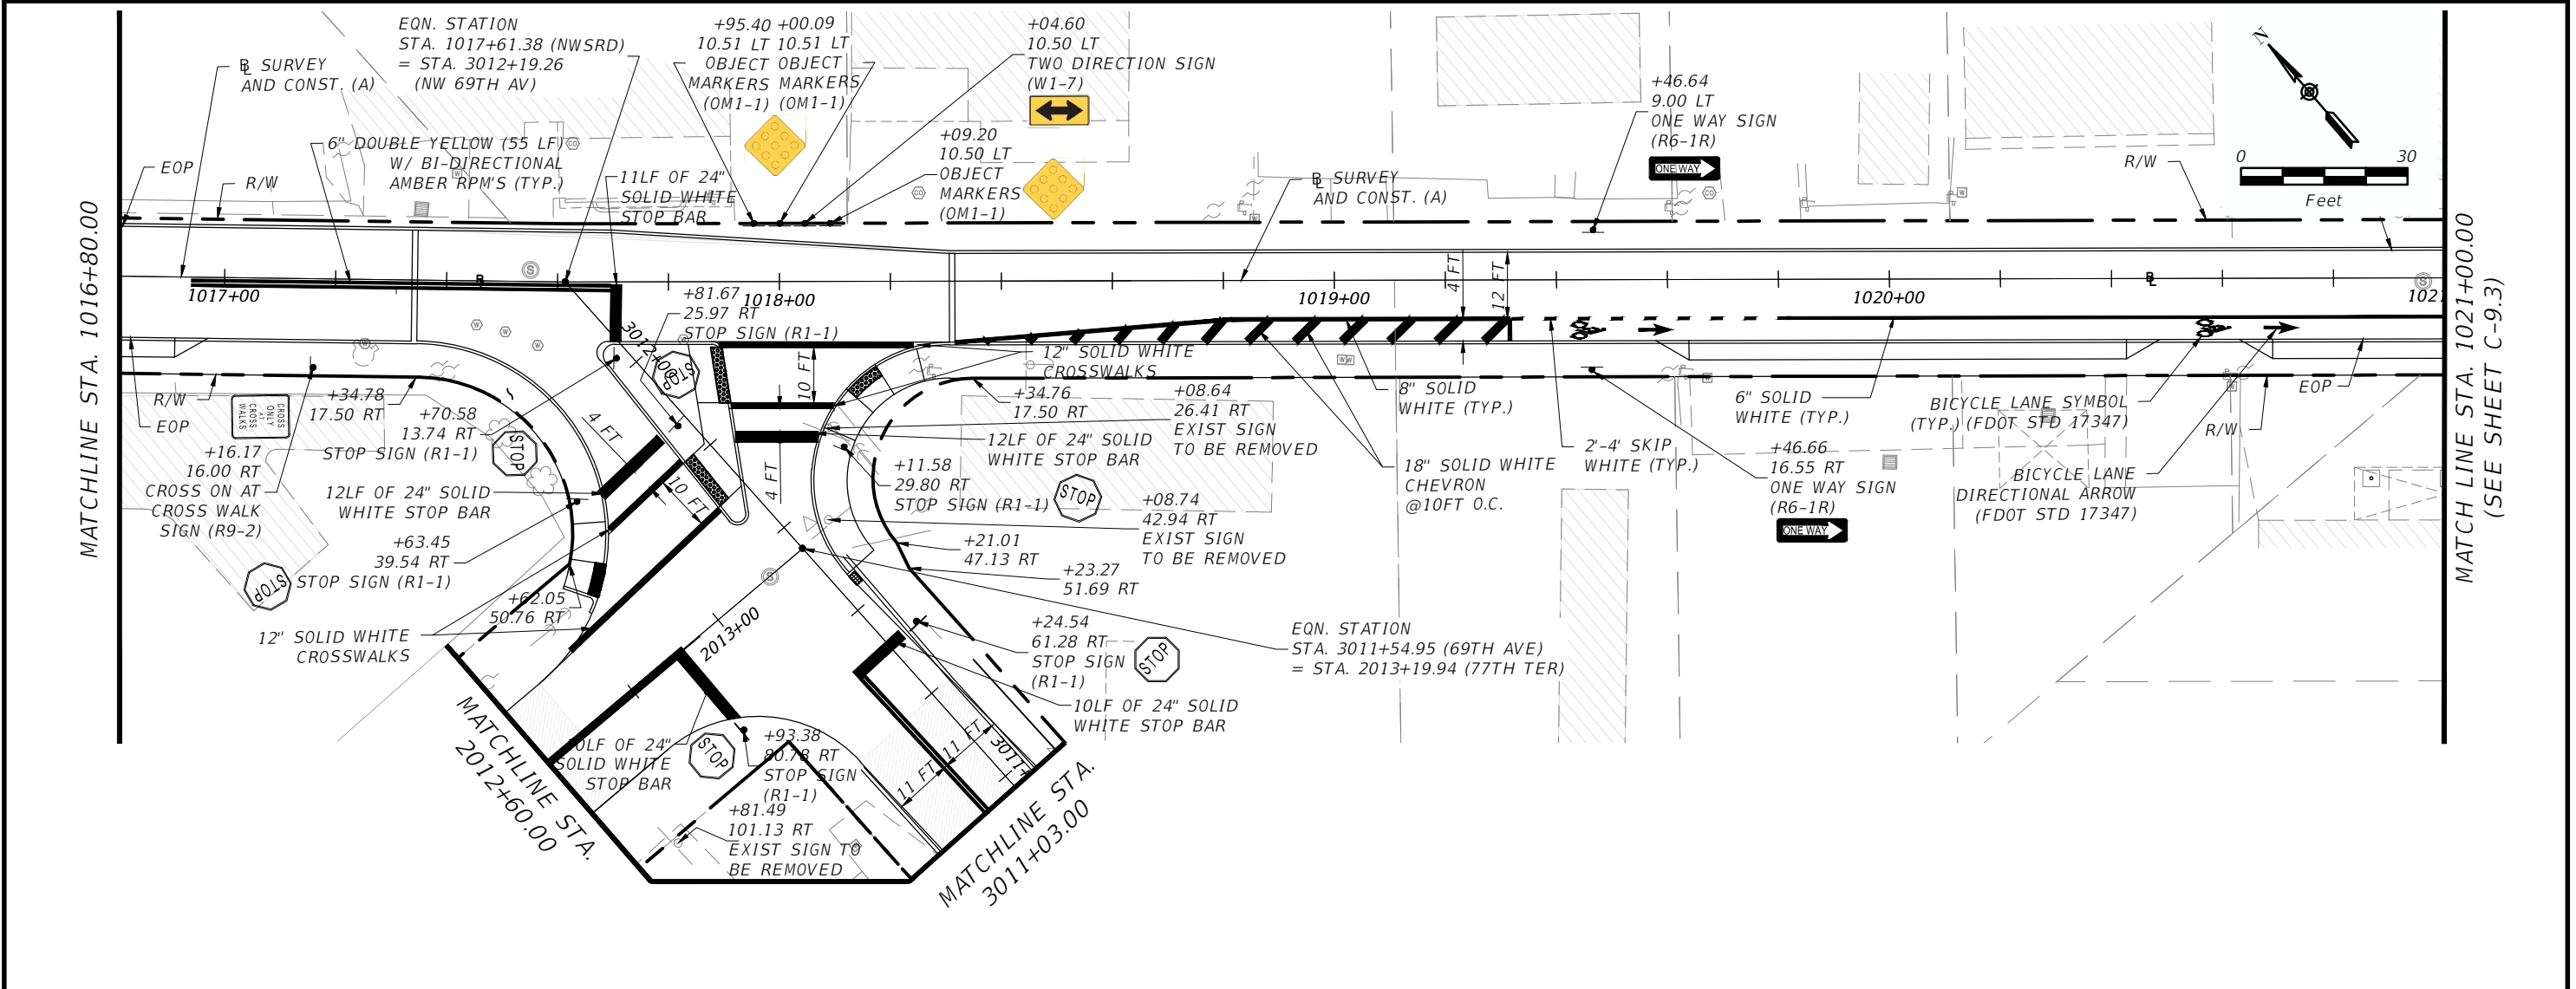 EQN. STATION
STA. 1017+61.38 (NWSRD)
= STA. 3012+19.26
(NW 69TH AV)
BL SURVEY
AND CONST. (A)
+95.40 +00.09
10.51 LT 10.51 LT
OBJECT OBJECT
MARKERS MARKERS
(OM1-1) (OM1-1)
+04.60
10.50 LT
TWO DIRECTION SIGN
(W1-7)
+09.20
10.50 LT
OBJECT
MARKERS
(OM1-1)
+46.64
9.00 LT
ONE WAY SIGN
(R6-1R)
ONE WAY
N
0 30
Feet
R/W
EOP
R/W
6" DOUBLE YELLOW (55 LF)
W/ BI-DIRECTIONAL
AMBER RPM'S (TYP.)
11LF OF 24"
SOLID WHITE
STOP BAR
BL SURVEY
AND CONST. (A)
MATCHLINE STA. 1016+80.00
1017+00
BL
S
1018+00
1019+00
4 FT
12 FT
1020+00
BL
S
1021
MATCH LINE STA. 1021+00.00
(SEE SHEET C-9.3)
+81.67
25.97 RT
STOP SIGN (R1-1)
3012+00
STOP
12" SOLID WHITE
CROSSWALKS
10 FT
R/W
EOP
CROSS
ONLY
AT
CROSS
WALKS
+16.17
16.00 RT
CROSS ON AT
CROSS WALK
SIGN (R9-2)
+34.78
17.50 RT
+70.58
13.74 RT
STOP SIGN (R1-1)
STOP
4 FT
10 FT
4 FT
12LF OF 24" SOLID
WHITE STOP BAR
+63.45
39.54 RT
STOP SIGN (R1-1)
STOP
+62.05
50.76 RT
12" SOLID WHITE
CROSSWALKS
+34.76
17.50 RT
12LF OF 24" SOLID
WHITE STOP BAR
+08.64
26.41 RT
EXIST SIGN
TO BE REMOVED
+11.58
29.80 RT
STOP SIGN (R1-1)
STOP
+08.74
42.94 RT
EXIST SIGN
TO BE REMOVED
+21.01
47.13 RT
+23.27
51.69 RT
+24.54
61.28 RT
STOP SIGN
(R1-1)
STOP
10LF OF 24" SOLID
WHITE STOP BAR
8" SOLID
WHITE (TYP.)
18" SOLID WHITE
CHEVRON
@10FT O.C.
2'-4' SKIP
WHITE (TYP.)
6" SOLID
WHITE (TYP.)
+46.66
16.55 RT
ONE WAY SIGN
(R6-1R)
ONE WAY
BICYCLE LANE SYMBOL
(TYP.) (FDOT STD 17347)
R/W
EOP
BICYCLE LANE
DIRECTIONAL ARROW
(FDOT STD 17347)
EQN. STATION
STA. 3011+54.95 (69TH AVE)
= STA. 2013+19.94 (77TH TER)
S
2013+00
MATCHLINE STA.
2012+60.00
0LF OF 24"
SOLID WHITE
STOP BAR
STOP
+93.38
80.78 RT
STOP SIGN
(R1-1)
+81.49
101.13 RT
EXIST SIGN TO
BE REMOVED
11 FT
11 FT
3011+
MATCHLINE STA.
3011+03.00